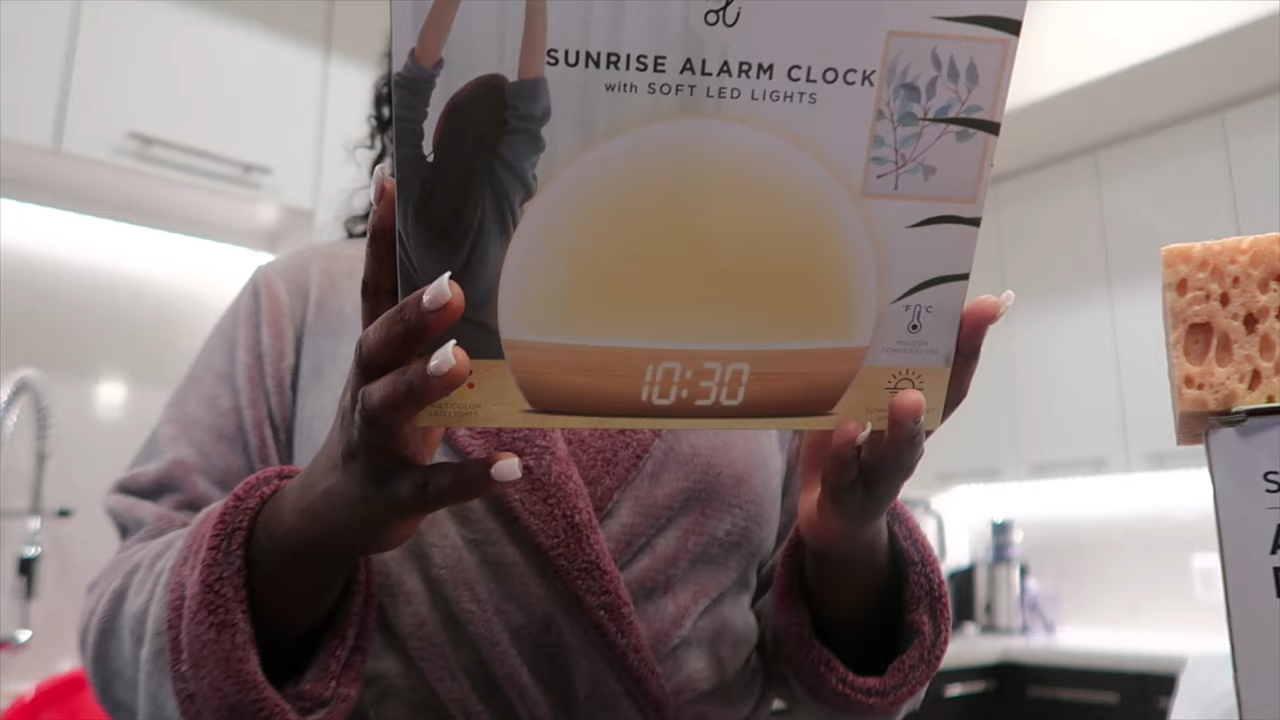 SUNRISE ALARM CLOCK
with SOFT LED LIGHTS
°F °C
INDOOR
TEMPERATURE
10:30
MULTICOLOR
LED LIGHTS
S
A